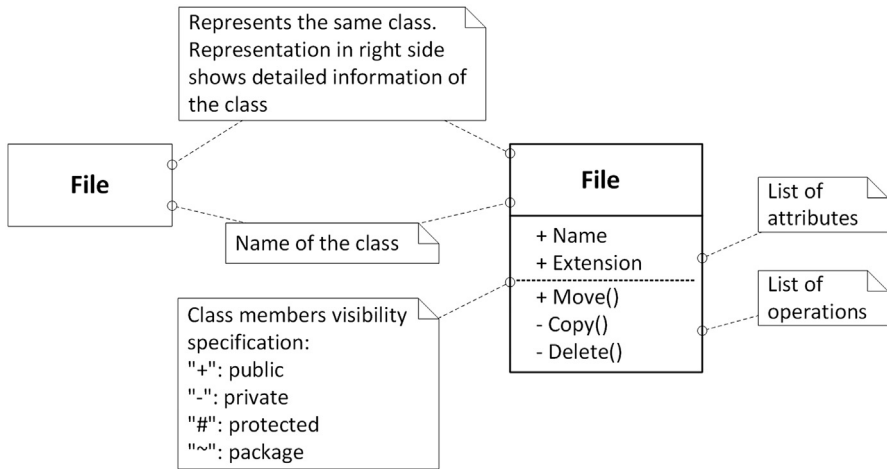 Represents the same class.
Representation in right side
shows detailed information of
the class
File
File
Name of the class
+ Name
+ Extension
+ Move()
- Copy()
- Delete()
List of
attributes
List of
operations
Class members visibility
specification:
"+": public
"-": private
"#": protected
"~": package